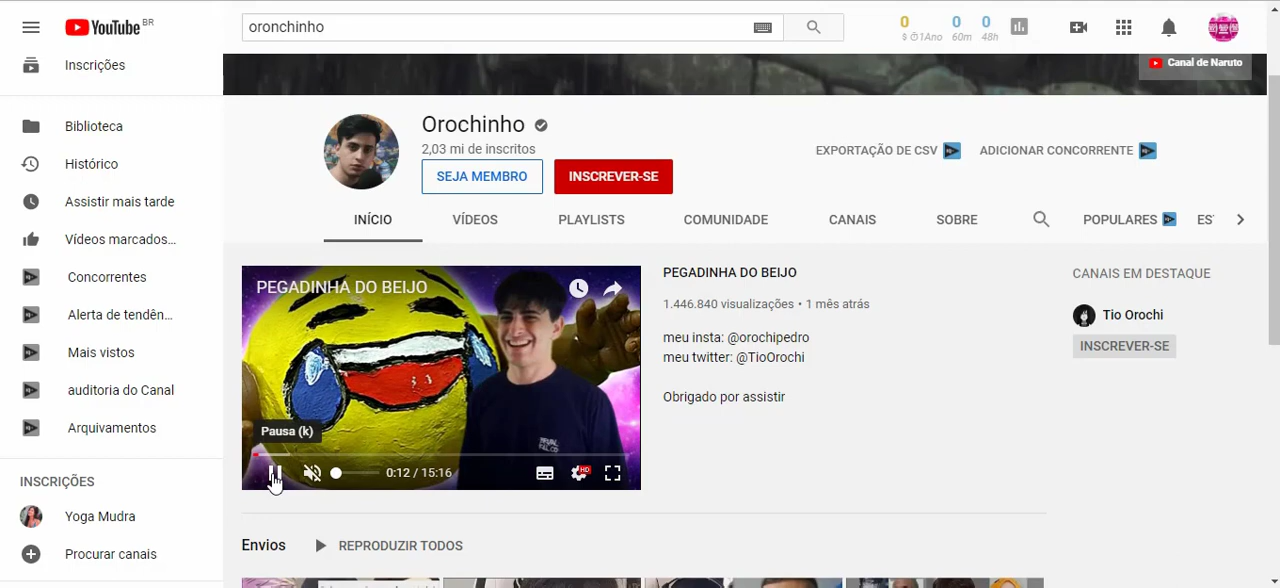 YouTube BR
oronchinho
0 0 0
$ 1Ano 60m 48h
Inscrições
Biblioteca
Histórico
Assistir mais tarde
Vídeos marcados...
Concorrentes
Alerta de tendên...
Mais vistos
auditoria do Canal
Arquivamentos
INSCRIÇÕES
Yoga Mudra
Procurar canais
Canal de Naruto
Orochinho
2,03 mi de inscritos
SEJA MEMBRO INSCREVER-SE
EXPORTAÇÃO DE CSV ADICIONAR CONCORRENTE
INÍCIO VÍDEOS PLAYLISTS COMUNIDADE CANAIS SOBRE POPULARES
PEGADINHA DO BEIJO
Pausa (k)
0:12 / 15:16
HD
PEGADINHA DO BEIJO
1.446.840 visualizações • 1 mês atrás
meu insta: @orochipedro
meu twitter: @TioOrochi
Obrigado por assistir
CANAIS EM DESTAQUE
Tio Orochi
INSCREVER-SE
Envios REPRODUZIR TODOS